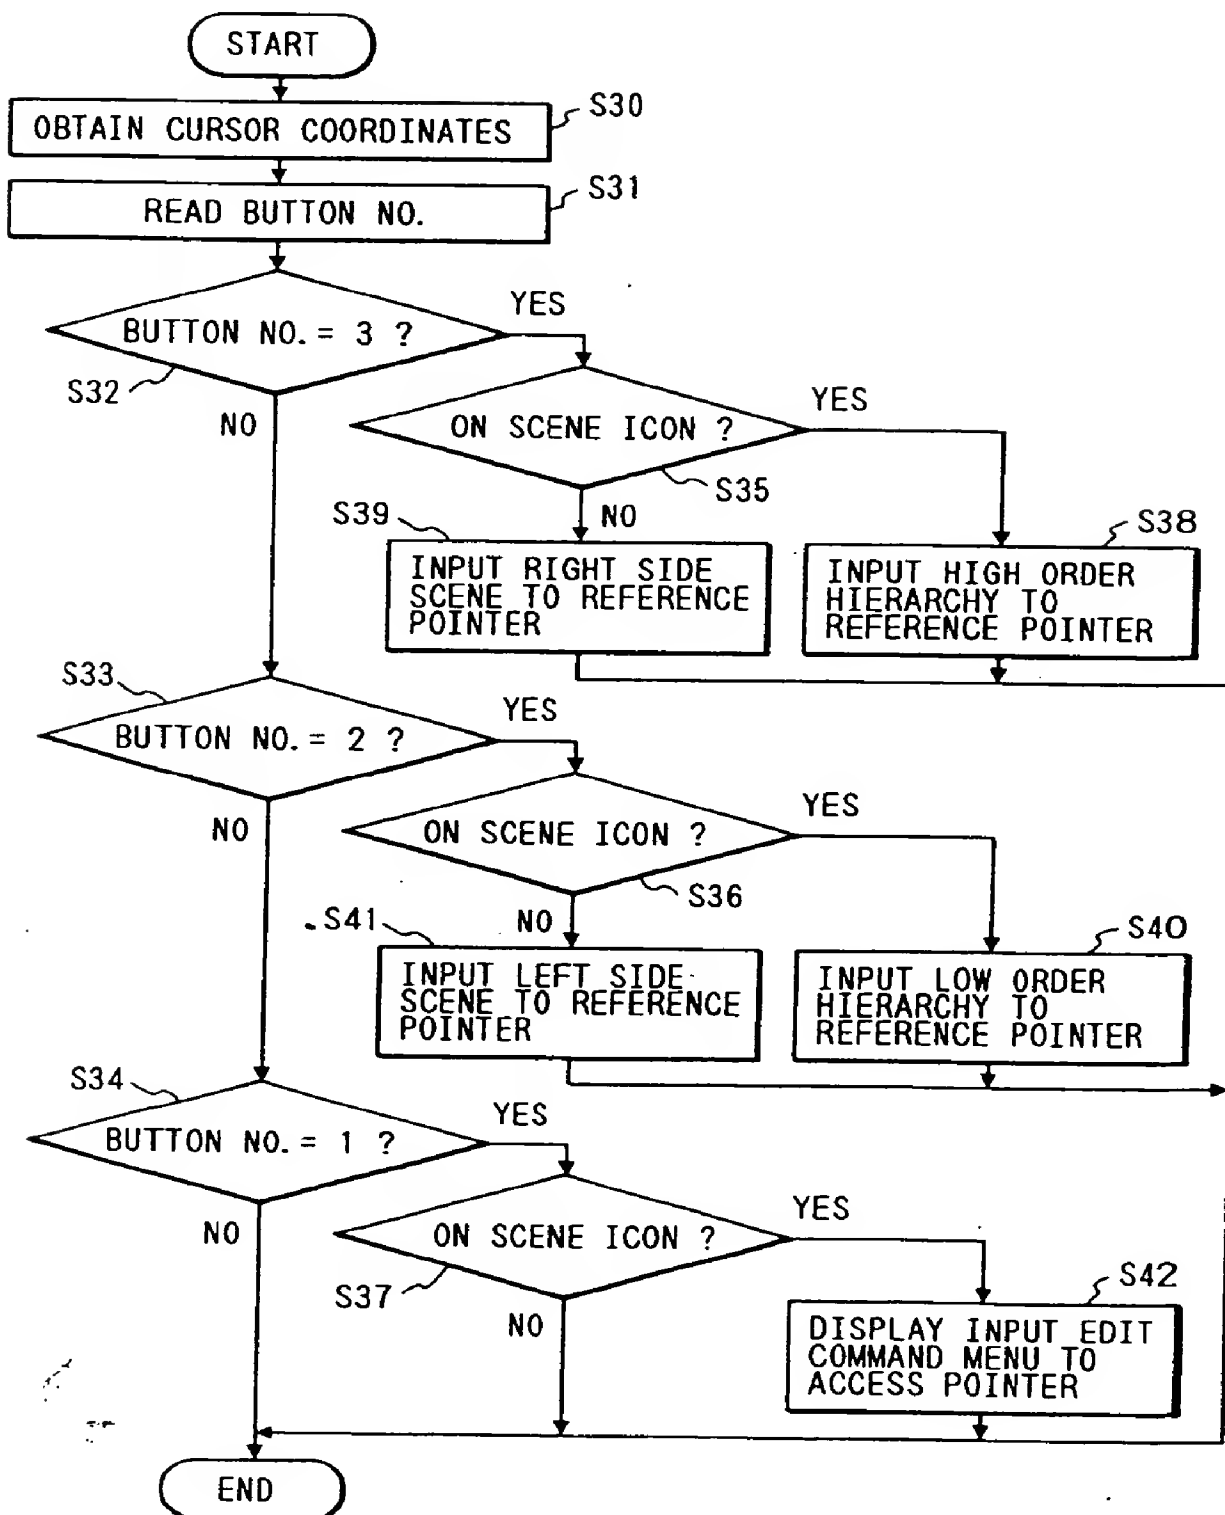 START
S30
OBTAIN CURSOR COORDINATES
S31
READ BUTTON NO.
YES
BUTTON NO. = 3 ?
S32
NO
YES
ON SCENE ICON ?
S35
NO
S39
INPUT RIGHT SIDE
SCENE TO REFERENCE
POINTER
S38
INPUT HIGH ORDER
HIERARCHY TO
REFERENCE POINTER
S33
YES
BUTTON NO. = 2 ?
NO
YES
ON SCENE ICON ?
S36
NO
S41
INPUT LEFT SIDE
SCENE TO REFERENCE
POINTER
S40
INPUT LOW ORDER
HIERARCHY TO
REFERENCE POINTER
S34
YES
BUTTON NO. = 1 ?
NO
YES
ON SCENE ICON ?
S37
NO
S42
DISPLAY INPUT EDIT
COMMAND MENU TO
ACCESS POINTER
END